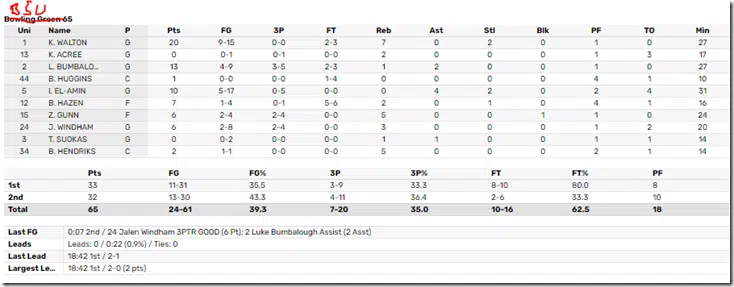 BSU
Bowling Green 65
Uni Name P Pts FG 3P FT Reb Ast Stl Blk PF TO Min
1 K. WALTON G 20 9-15 0-0 2-3 7 0 2 0 1 0 27
13 K. ACREE G 0 0-1 0-1 0-0 2 0 0 0 1 3 17
2 L. BUMBALO... G 13 4-9 3-5 2-3 1 2 0 0 1 0 27
44 B. HUGGINS C 1 0-0 0-0 1-4 0 0 0 0 4 1 10
5 I. EL-AMIN G 10 5-17 0-5 0-0 0 4 2 2 4 31
12 B. HAZEN F 7 1-4 0-1 5-6 2 0 1 0 4 1 16
15 Z. GUNN F 6 2-4 2-4 0-0 5 0 0 1 1 0 24
24 J. WINDHAM G 6 2-8 2-4 0-0 3 0 0 0 1 2 20
3 T. SUOKAS G 0 0-2 0-0 0-0 1 1 0 0 1 1 14
34 B. HENDRIKS C 2 1-1 0-0 0-0 5 0 0 0 2 1 14
Pts FG FG% 3P 3P% FT FT% PF
1st 33 11-31 35.5 3-9 33.3 8-10 80.0 8
2nd 32 13-30 43.3 4-11 36.4 2-6 33.3 10
Total 65 24-61 39.3 7-20 35.0 10-16 62.5 18
Last FG 0:07 2nd / 24 Jalen Windham 3PTR GOOD (6 Pt); 2 Luke Bumbalough Assist (2 Asst)
Leads Leads: 0 / 0:22 (0.9%) / Ties: 0
Last Lead 18:42 1st / 2-1
Largest Le... 18:42 1st / 2-0 (2 pts)